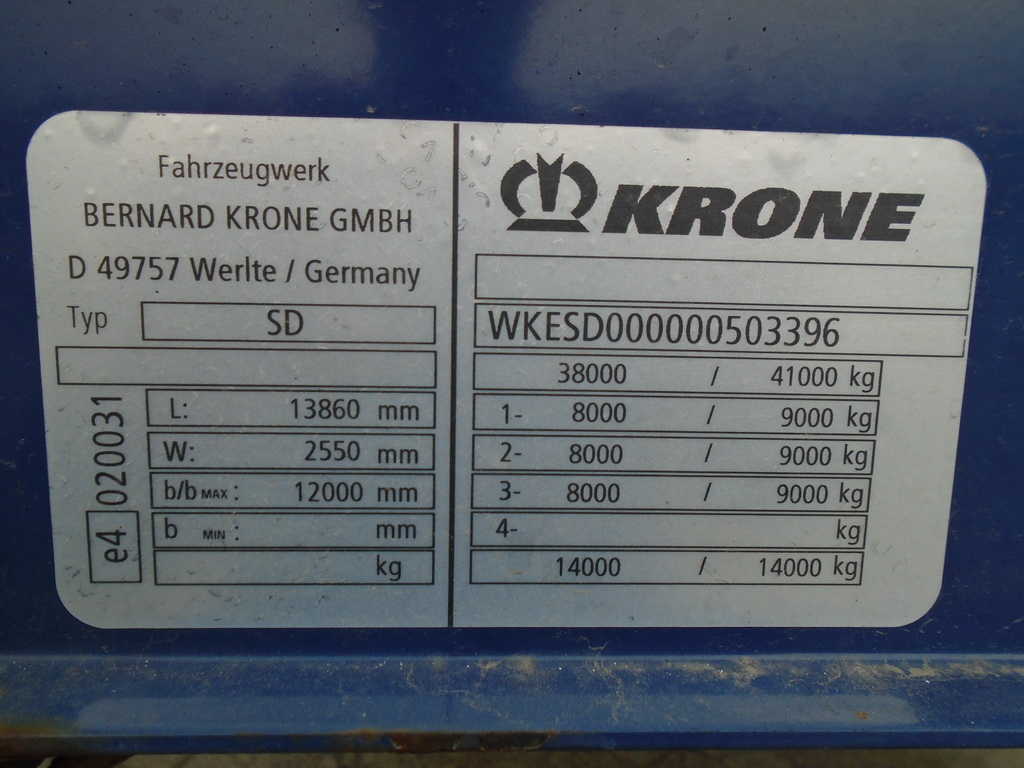 Fahrzeugwerk
BERNARD KRONE GMBH
D 49757 Werlte / Germany
Typ SD
L: 13860 mm
W: 2550 mm
b/b MAX : 12000 mm
b MIN : mm
kg
e4 020031
KRONE
WKESD000000503396
38000 / 41000 kg
1- 8000 / 9000 kg
2- 8000 / 9000 kg
3- 8000 / 9000 kg
4- kg
14000 / 14000 kg